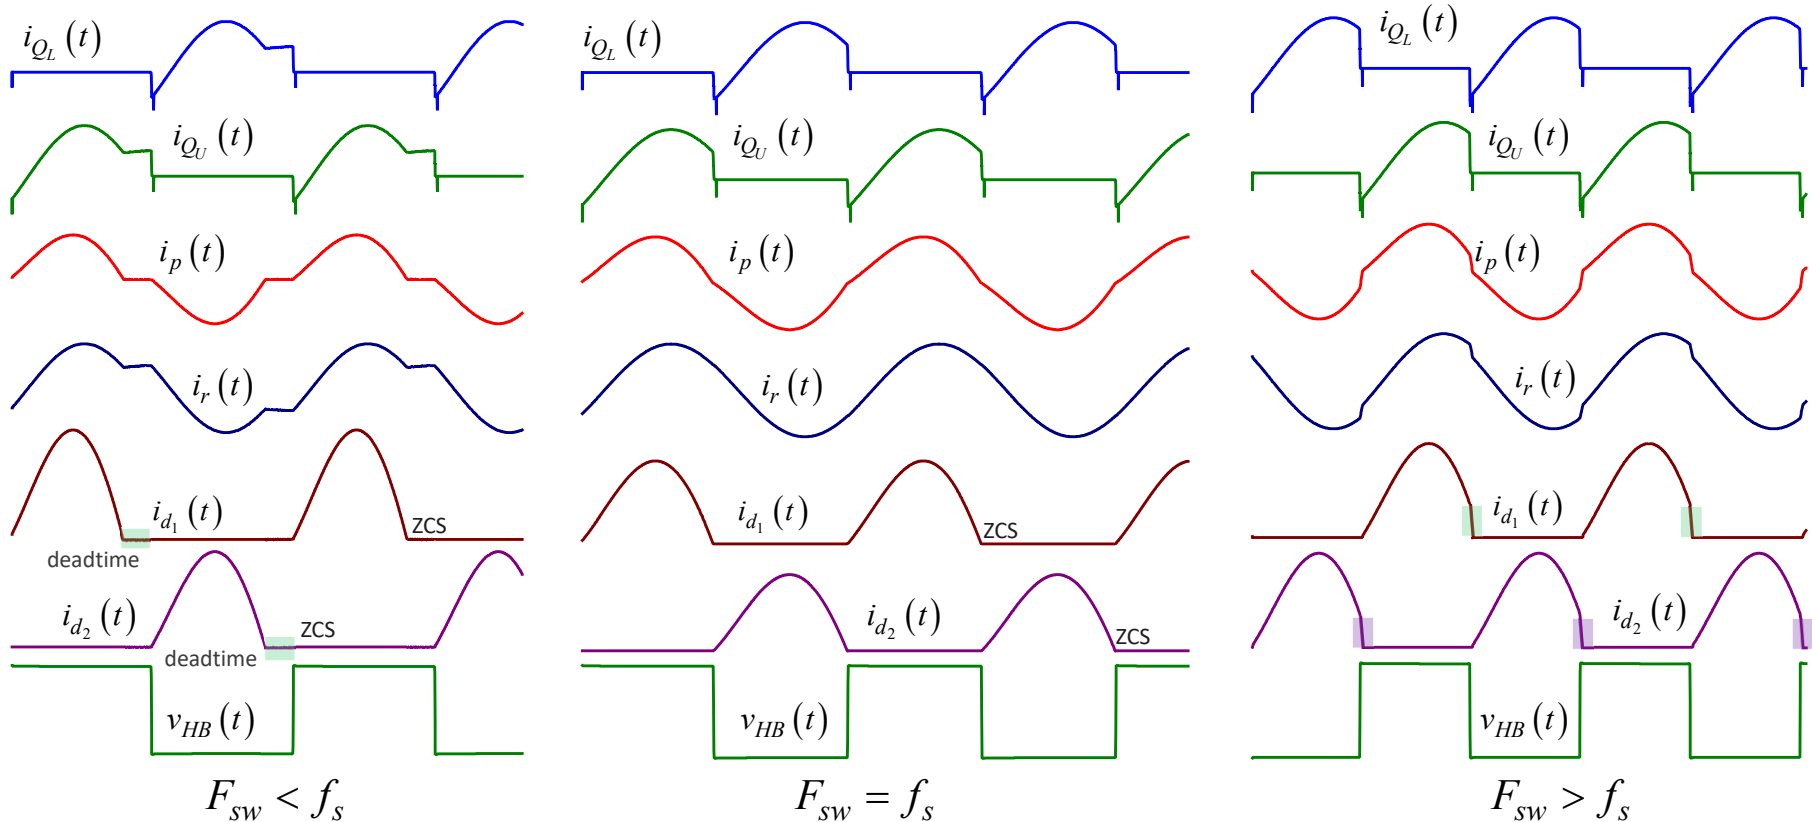 i_{Q_L}(t)
i_{Q_U}(t)
i_p(t)
i_r(t)
i_{d_1}(t)
ZCS
deadtime
i_{d_2}(t)
ZCS
deadtime
v_{HB}(t)
F_{sw} < f_s
i_{Q_L}(t)
i_{Q_U}(t)
i_p(t)
i_r(t)
i_{d_1}(t)
ZCS
i_{d_2}(t)
ZCS
v_{HB}(t)
F_{sw} = f_s
i_{Q_L}(t)
i_{Q_U}(t)
i_p(t)
i_r(t)
i_{d_1}(t)
i_{d_2}(t)
v_{HB}(t)
F_{sw} > f_s